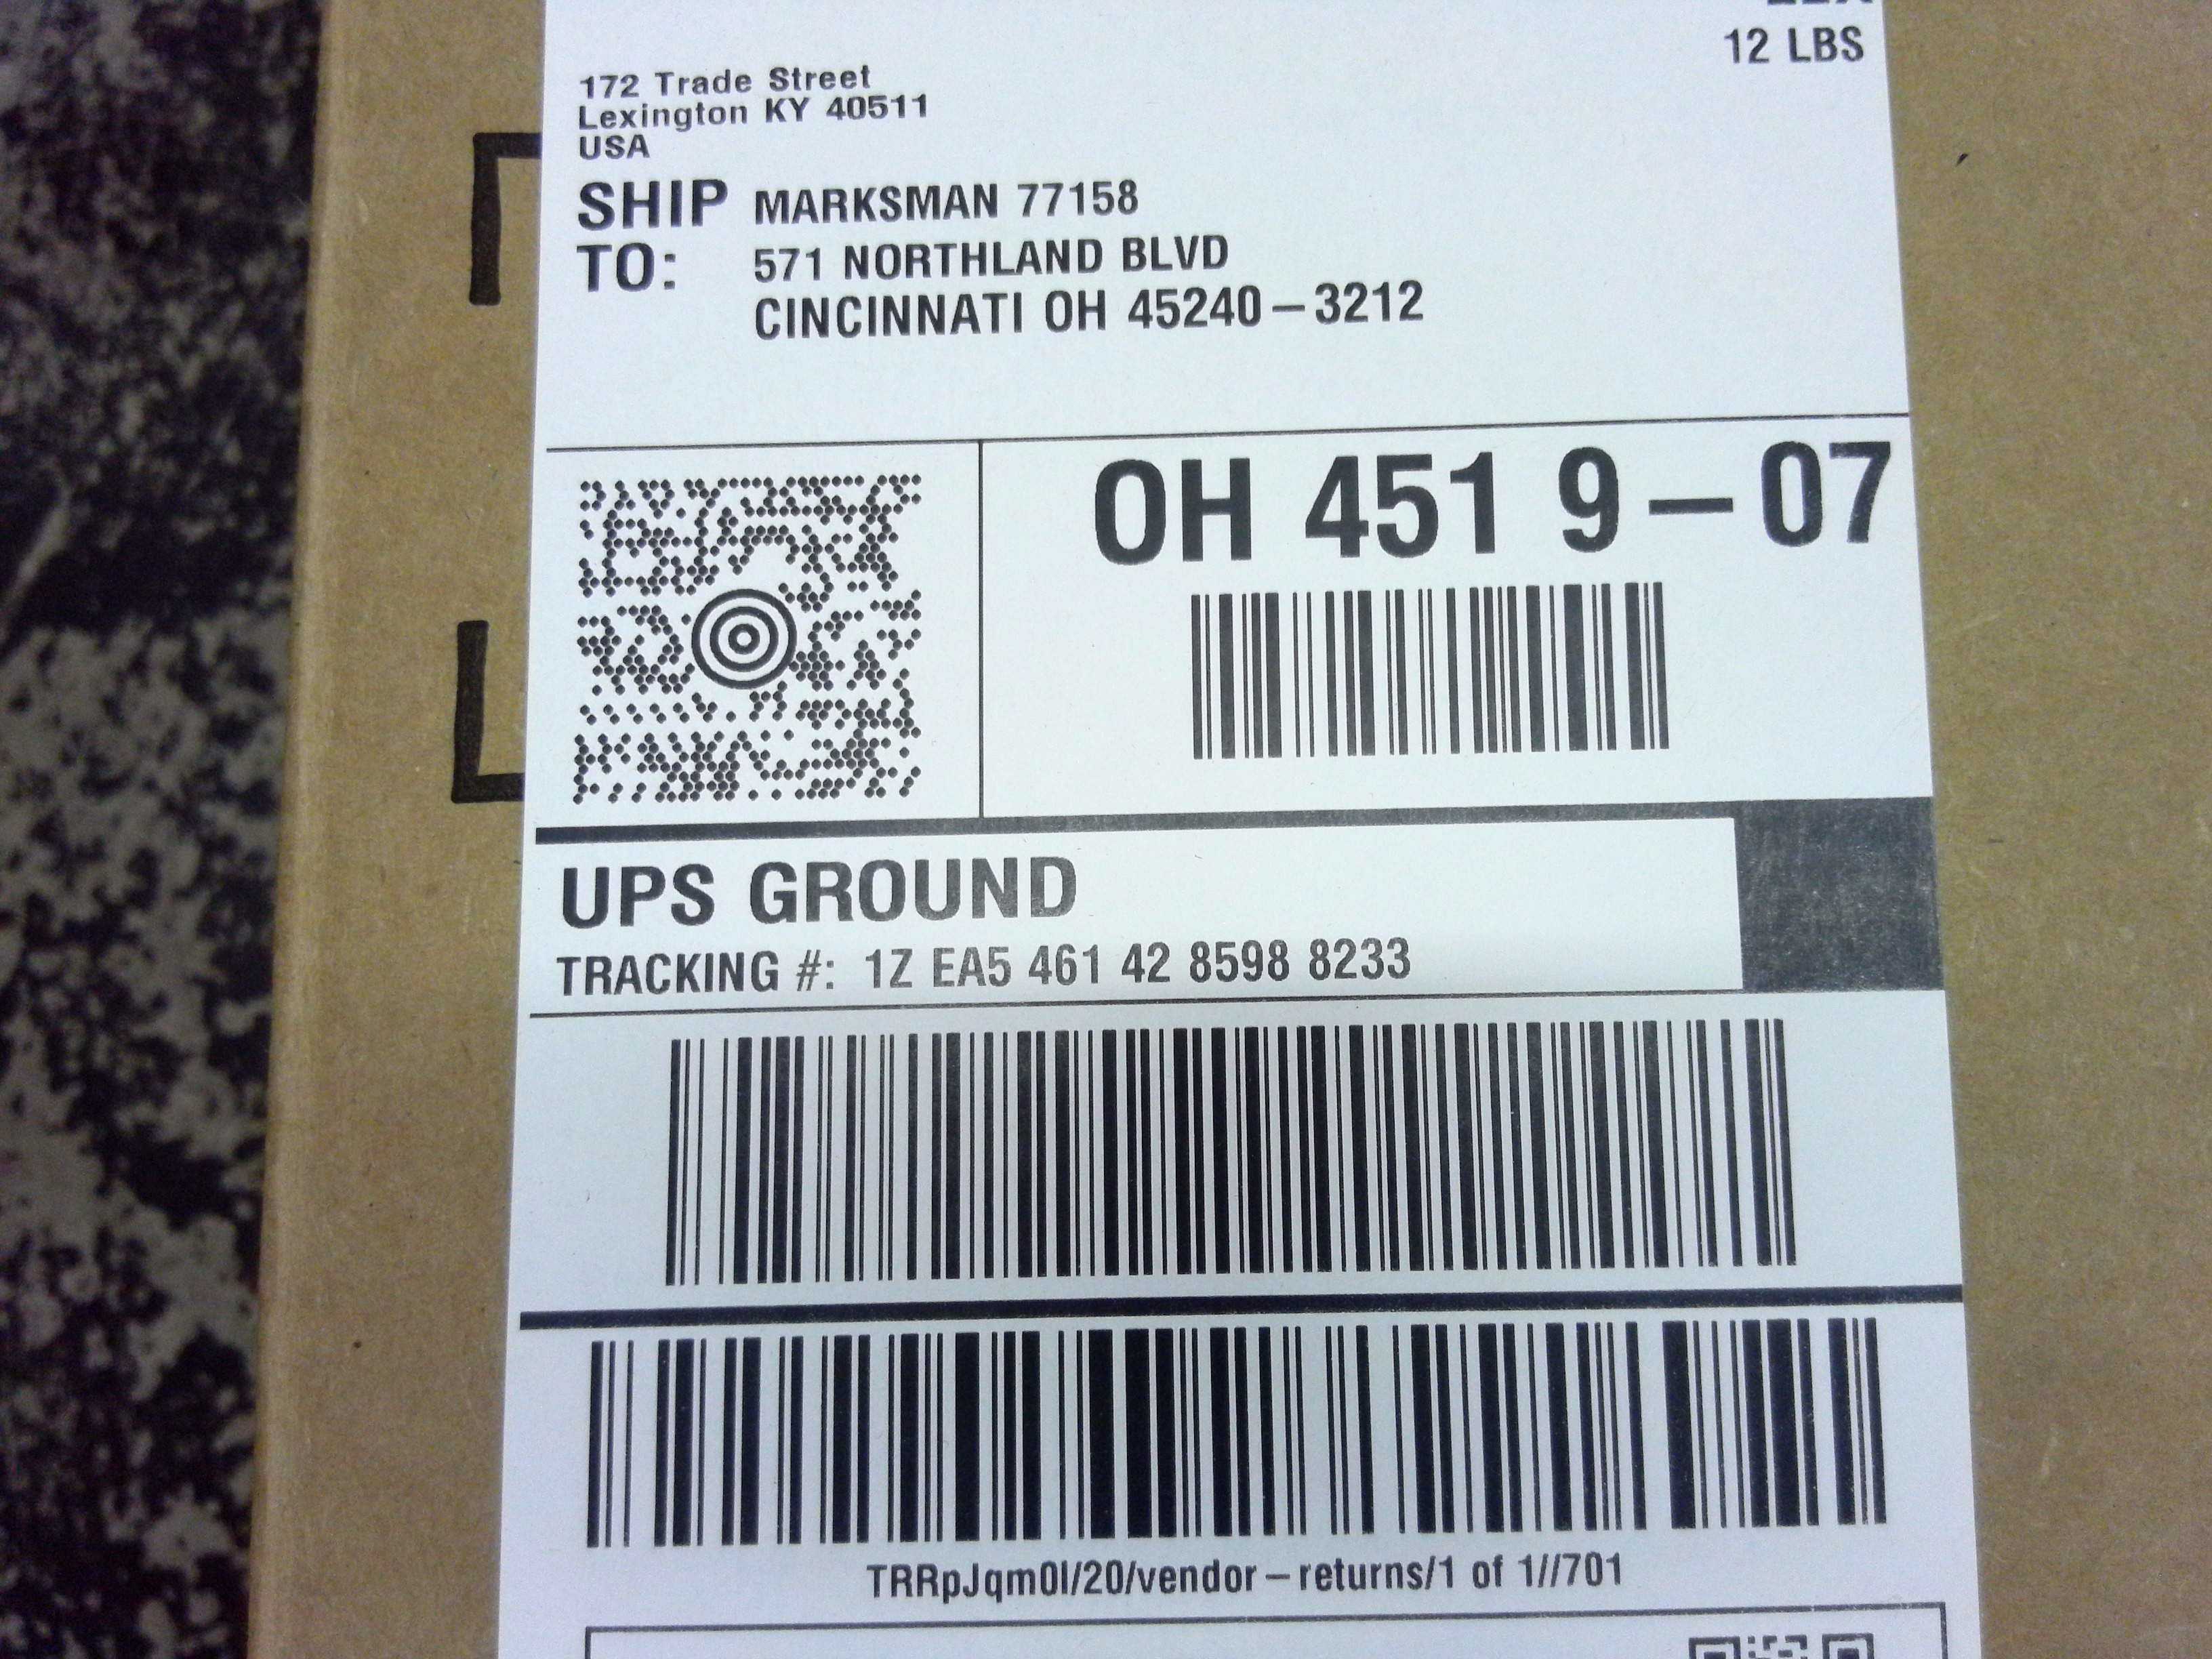 12 LBS
172 Trade Street
Lexington KY 40511
USA
SHIP TO: MARKSMAN 77158
571 NORTHLAND BLVD
CINCINNATI OH 45240-3212
OH 451 9-07
UPS GROUND
TRACKING #: 1Z EA5 461 42 8598 8233
TRRpJqm0I/20/vendor-returns/1 of 1//701